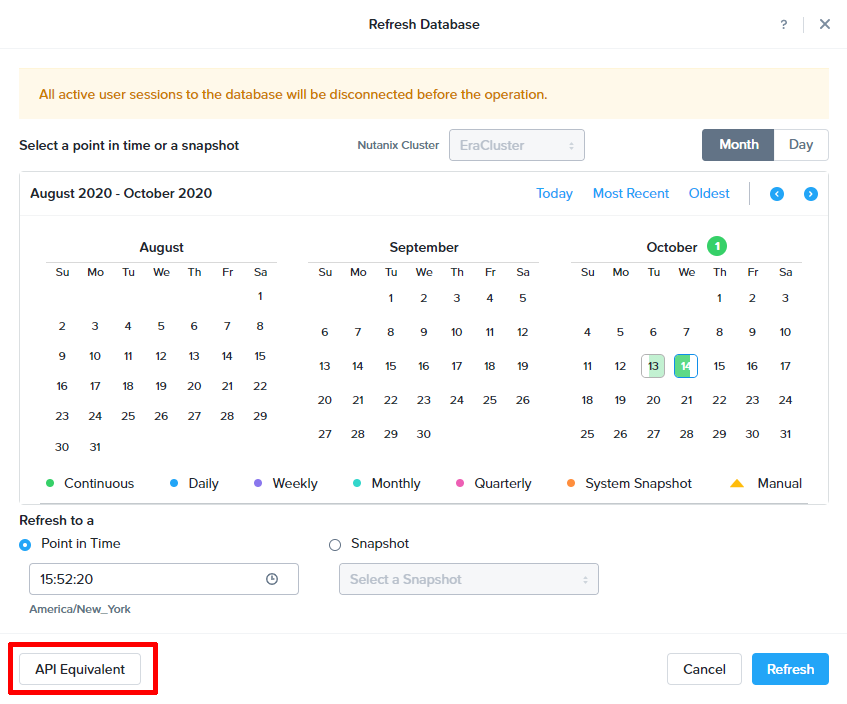 Refresh Database ?
All active user sessions to the database will be disconnected before the operation.
Select a point in time or a snapshot Nutanix Cluster EraCluster Month Day
August 2020 - October 2020 Today Most Recent Oldest
August September October 1
Su Mo Tu We Th Fr Sa Su Mo Tu We Th Fr Sa Su Mo Tu We Th Fr Sa
1 1 2 3 4 5 1 2 3
2 3 4 5 6 7 8 6 7 8 9 10 11 12 4 5 6 7 8 9 10
9 10 11 12 13 14 15 13 14 15 16 17 18 19 11 12 13 14 15 16 17
16 17 18 19 20 21 22 20 21 22 23 24 25 26 18 19 20 21 22 23 24
23 24 25 26 27 28 29 27 28 29 30 25 26 27 28 29 30 31
30 31
Continuous Daily Weekly Monthly Quarterly System Snapshot Manual
Refresh to a
Point in Time Snapshot
15:52:20 Select a Snapshot
America/New_York
API Equivalent Cancel Refresh